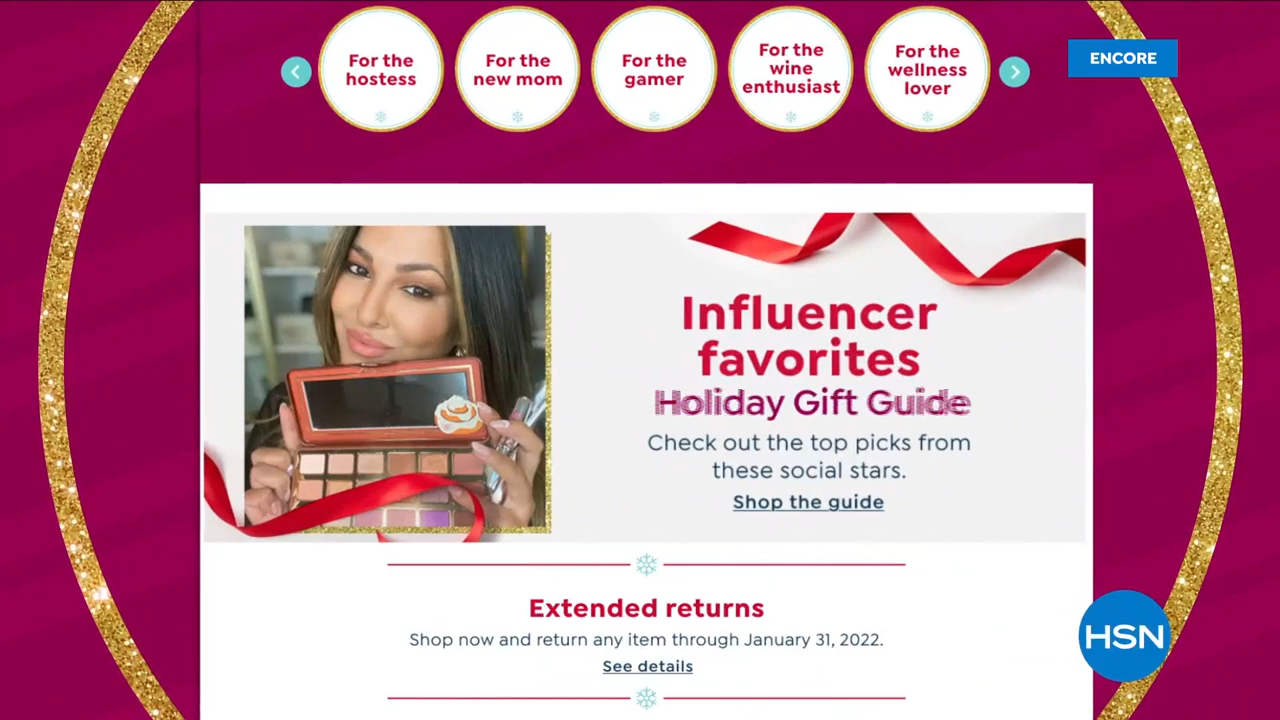 For the
hostess
For the
new mom
For the
gamer
For the
wine
enthusiast
For the
wellness
lover
ENCORE
Influencer
favorites
Holiday Gift Guide
Check out the top picks from
these social stars.
Shop the guide
Extended returns
Shop now and return any item through January 31, 2022.
See details
HSN